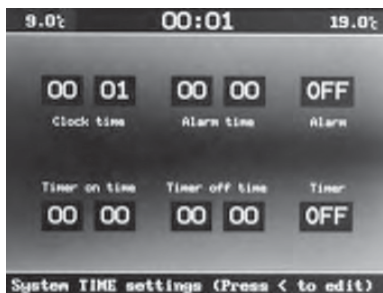 9.0℃ 00:01 19.0℃
00 01 00 00 OFF
Clock time Alarm time Alarm
Timer on time Timer off time Timer
00 00 00 00 OFF
System TIME settings (Press < to edit)